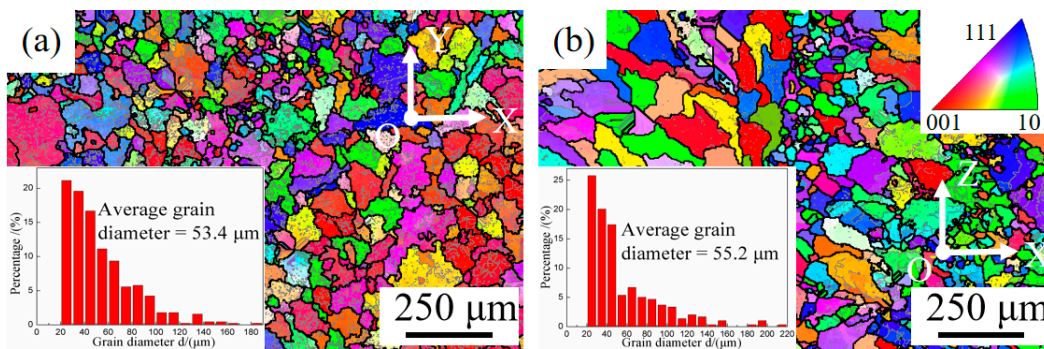 (a)
Y
X
O
Average grain
diameter = 53.4 μm
Percentage /(%)
20
15
10
5
0
0 20 40 60 80 100 120 140 160 180
Grain diameter d/(μm)
250 μm
(b)
111
001 10
Z
X
O
Average grain
diameter = 55.2 μm
Percentage /(%)
25
20
15
10
5
0
0 20 40 60 80 100 120 140 160 180 200 220
Grain diameter d/(μm)
250 μm